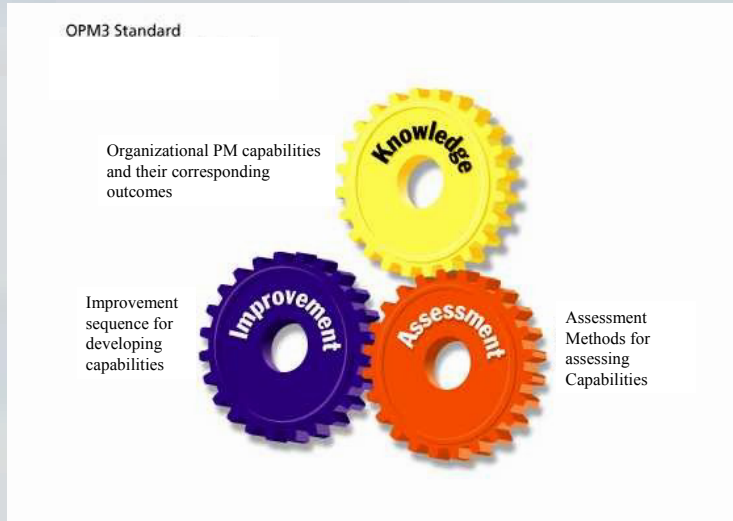 OPM3 Standard
Knowledge
Organizational PM capabilities
and their corresponding
outcomes
Improvement
Improvement
sequence for
developing
capabilities
Assessment
Assessment
Methods for
assessing
Capabilities